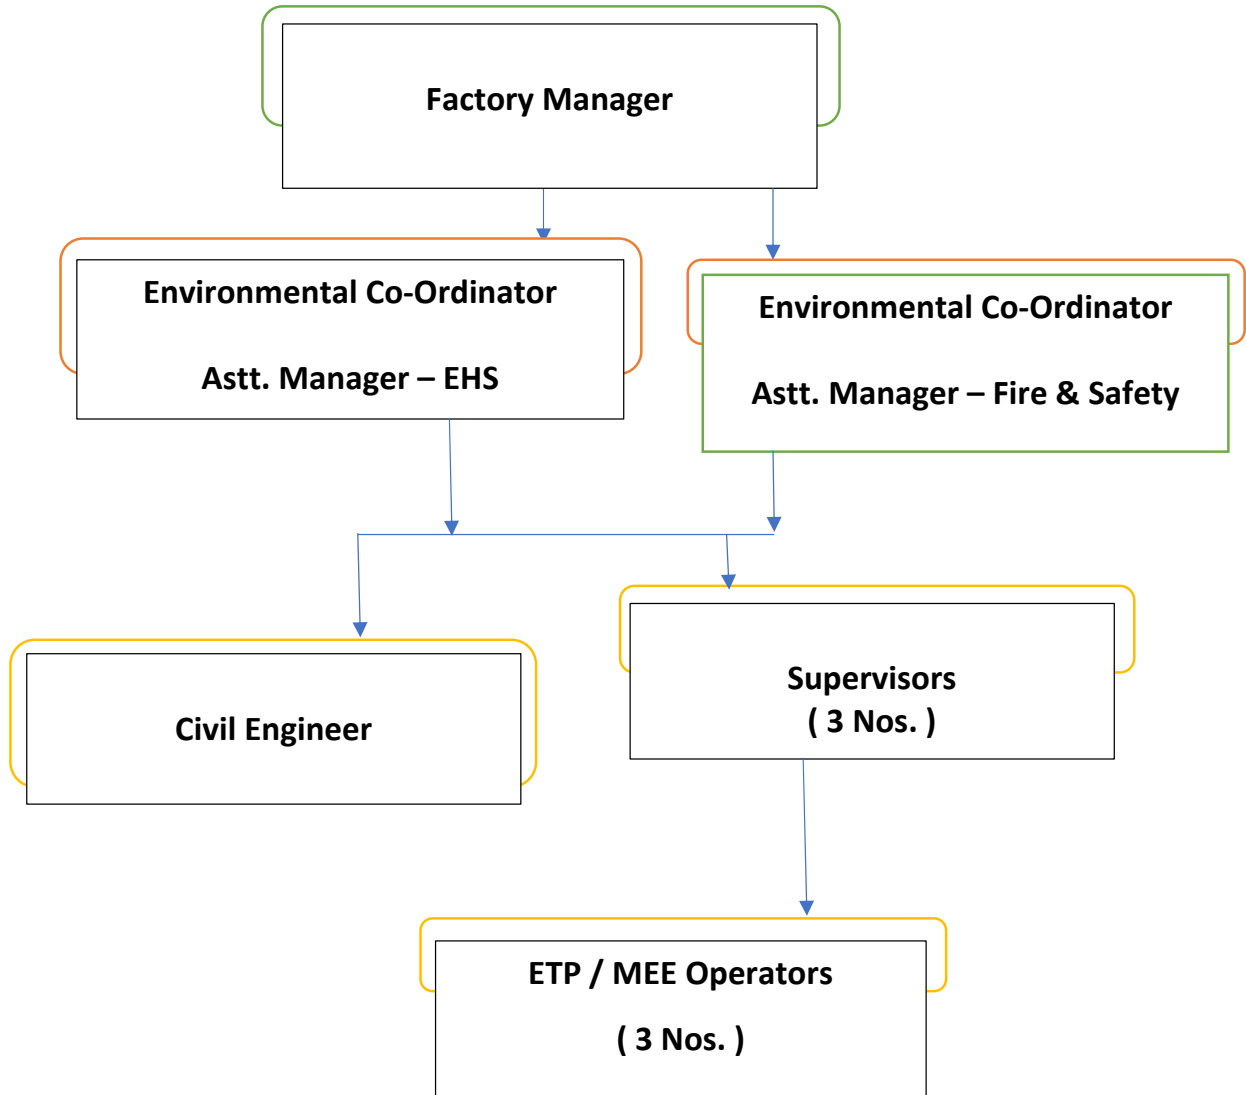 Factory Manager
Environmental Co-Ordinator
Astt. Manager – EHS
Environmental Co-Ordinator
Astt. Manager – Fire & Safety
Civil Engineer
Supervisors
( 3 Nos. )
ETP / MEE Operators
( 3 Nos. )